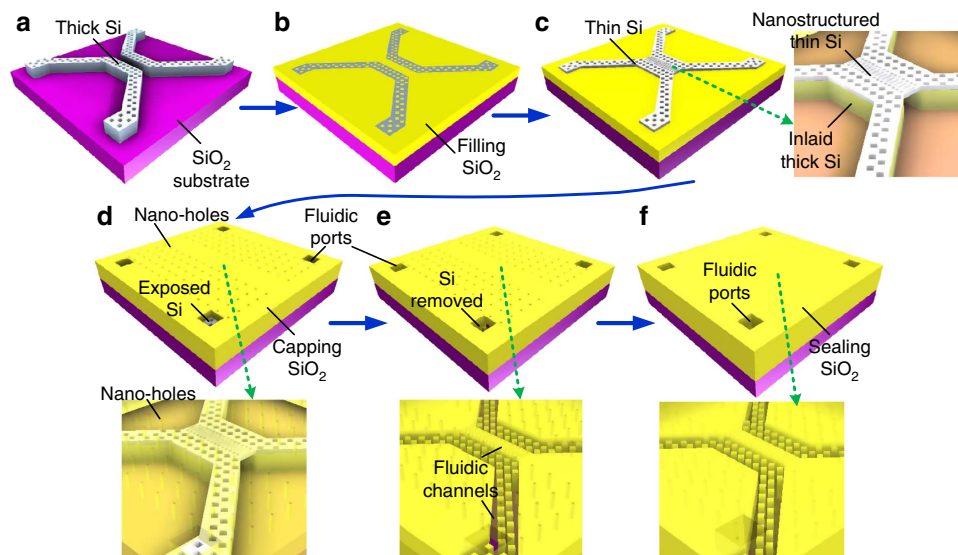 a
Thick Si
SiO2
substrate
b
Filling
SiO2
c
Thin Si
Nanostructured
thin Si
Inlaid
thick Si
d
Nano-holes
Fluidic
ports
Exposed
Si
Capping
SiO2
Nano-holes
e
Si
removed
Fluidic
channels
f
Fluidic
ports
Sealing
SiO2